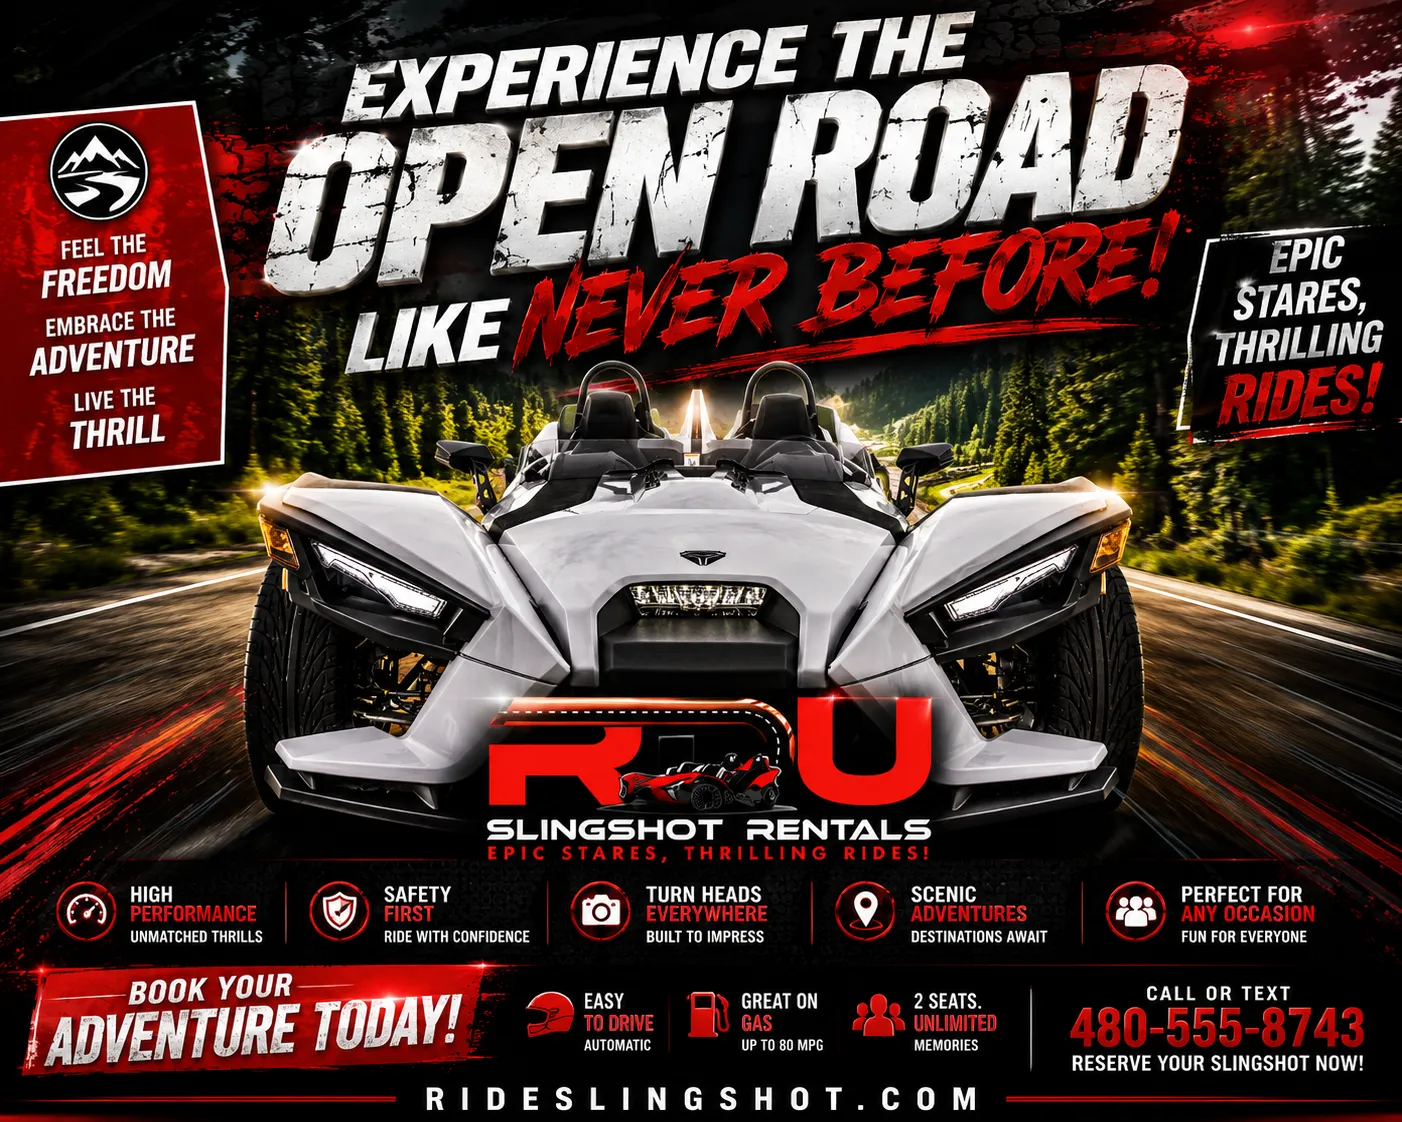 EXPERIENCE THE
OPEN ROAD
LIKE NEVER BEFORE!
FEEL THE
FREEDOM
EMBRACE THE
ADVENTURE
LIVE THE
THRILL
EPIC
STARES,
THRILLING
RIDES!
R U
SLINGSHOT RENTALS
EPIC STARES, THRILLING RIDES!
HIGH
PERFORMANCE
UNMATCHED THRILLS
SAFETY
FIRST
RIDE WITH CONFIDENCE
TURN HEADS
EVERYWHERE
BUILT TO IMPRESS
SCENIC
ADVENTURES
DESTINATIONS AWAIT
PERFECT FOR
ANY OCCASION
FUN FOR EVERYONE
BOOK YOUR
ADVENTURE TODAY!
EASY
TO DRIVE
AUTOMATIC
GREAT ON
GAS
UP TO 80 MPG
2 SEATS.
UNLIMITED
MEMORIES
CALL OR TEXT
480-555-8743
RESERVE YOUR SLINGSHOT NOW!
RIDESLINGSHOT.COM